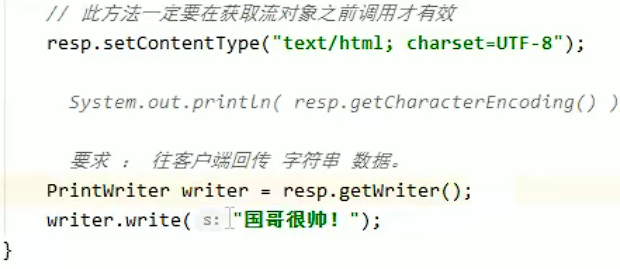 // 此方法一定要在获取流对象之前调用才有效
resp.setContentType("text/html; charset=UTF-8");
System.out.println( resp.getCharacterEncoding() )
要求 : 往客户端回传 字符串 数据。
PrintWriter writer = resp.getWriter();
writer.write( s: "国哥很帅！");
}